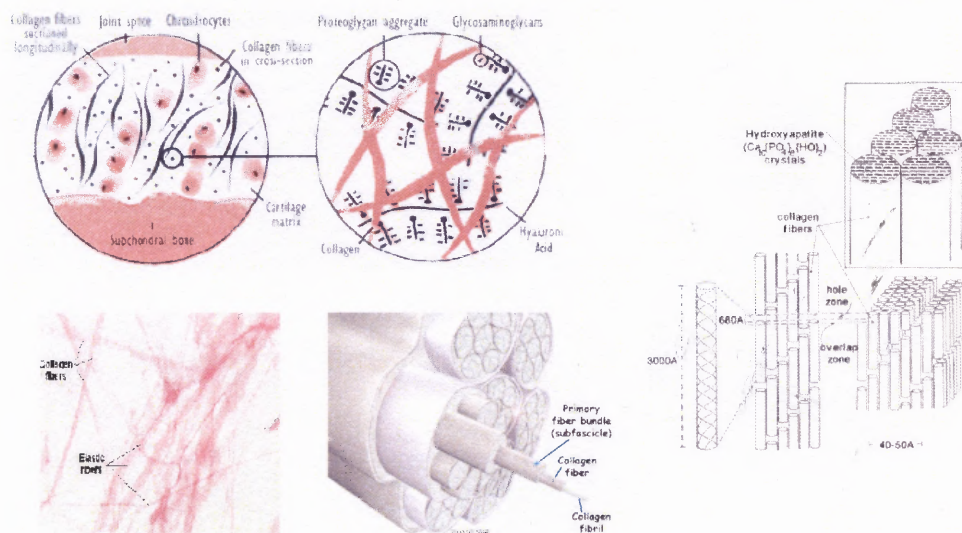 Collagen fibers
sectioned
longitudinally
Joint space
Chondrocytes
Collagen fibers
in cross-section
Cartilage
matrix
Subchondral bone
Proteoglycan aggregate
Glycosaminoglycans
Collagen
Hyaluronic
Acid
Collagen
fibers
Elastic
fibers
Primary
fiber bundle
(subfascicle)
Collagen
fiber
Collagen
fibril
Hydroxyapatite
crystals
collagen
fibers
hole
zone
680A
overlap
zone
3000A
40-50A